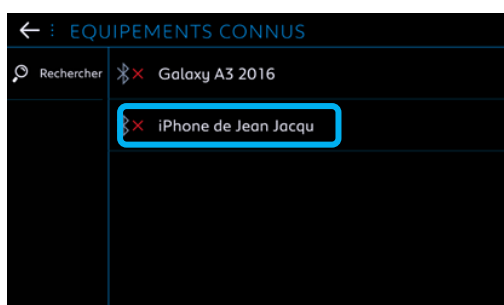 EQUIPEMENTS CONNUS
Rechercher
Galaxy A3 2016
iPhone de Jean Jacqu